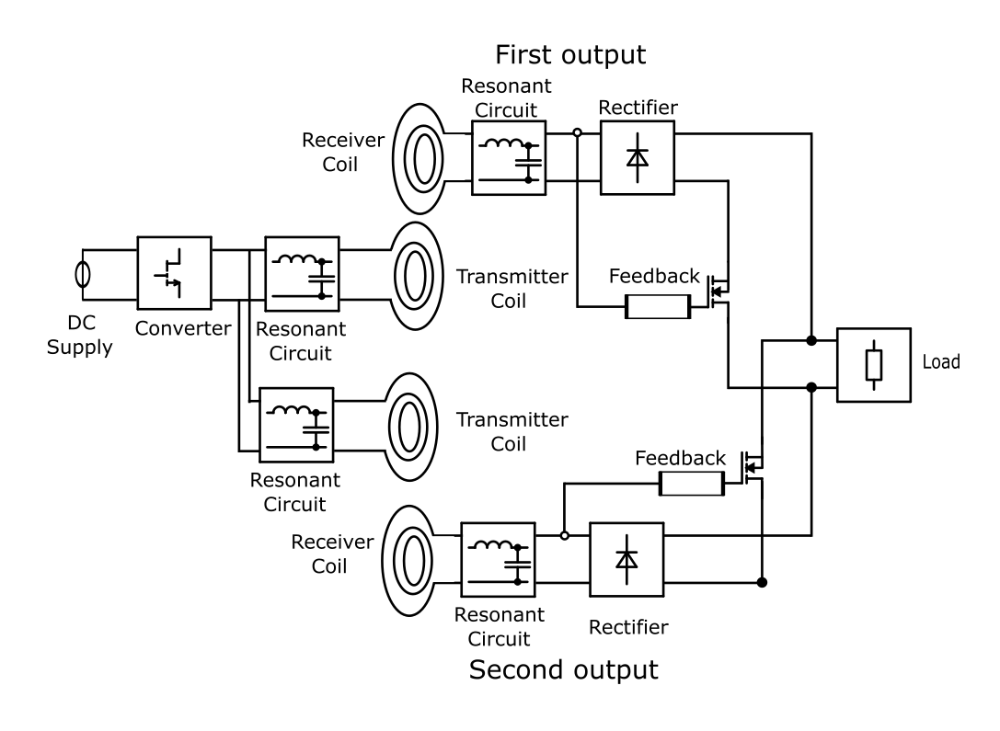 First output
Resonant
Circuit
Rectifier
Receiver
Coil
Transmitter
Coil
Feedback
DC
Supply
Converter
Resonant
Circuit
Load
Transmitter
Coil
Feedback
Resonant
Circuit
Receiver
Coil
Resonant
Circuit
Rectifier
Second output